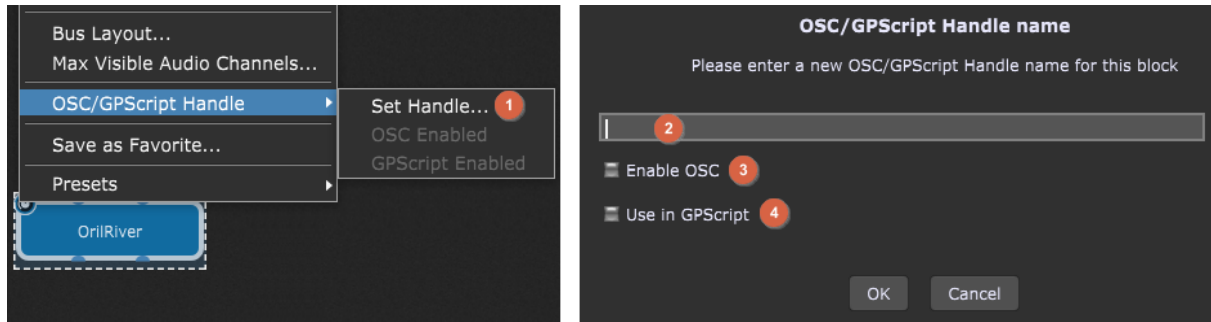 Bus Layout...
Max Visible Audio Channels...
OSC/GPScript Handle
Save as Favorite...
Presets
Set Handle... 1
OSC Enabled
GPScript Enabled
OrilRiver
OSC/GPScript Handle name
Please enter a new OSC/GPScript Handle name for this block
2
Enable OSC 3
Use in GPScript 4
OK Cancel